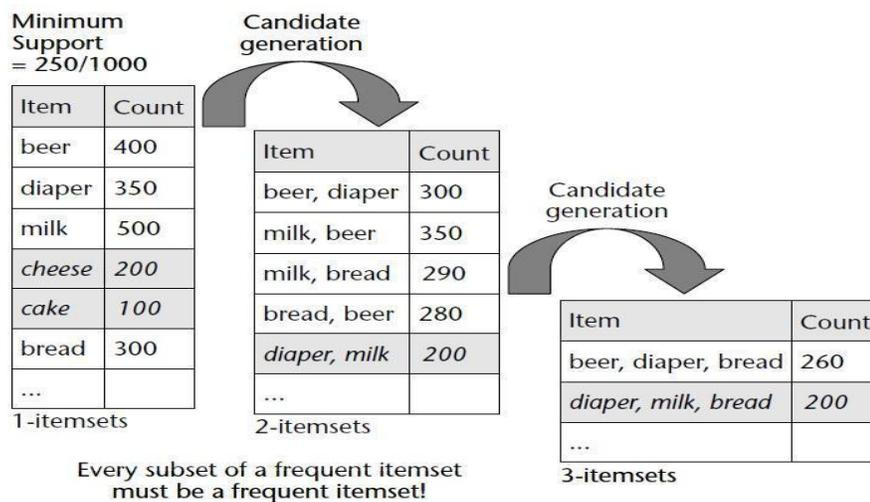 Minimum
Support
= 250/1000
Candidate
generation
Item Count
beer 400
diaper 350
milk 500
cheese 200
cake 100
bread 300
...
1-itemsets
Item Count
beer, diaper 300
milk, beer 350
milk, bread 290
bread, beer 280
diaper, milk 200
...
2-itemsets
Candidate
generation
Item Count
beer, diaper, bread 260
diaper, milk, bread 200
...
3-itemsets
Every subset of a frequent itemset
must be a frequent itemset!